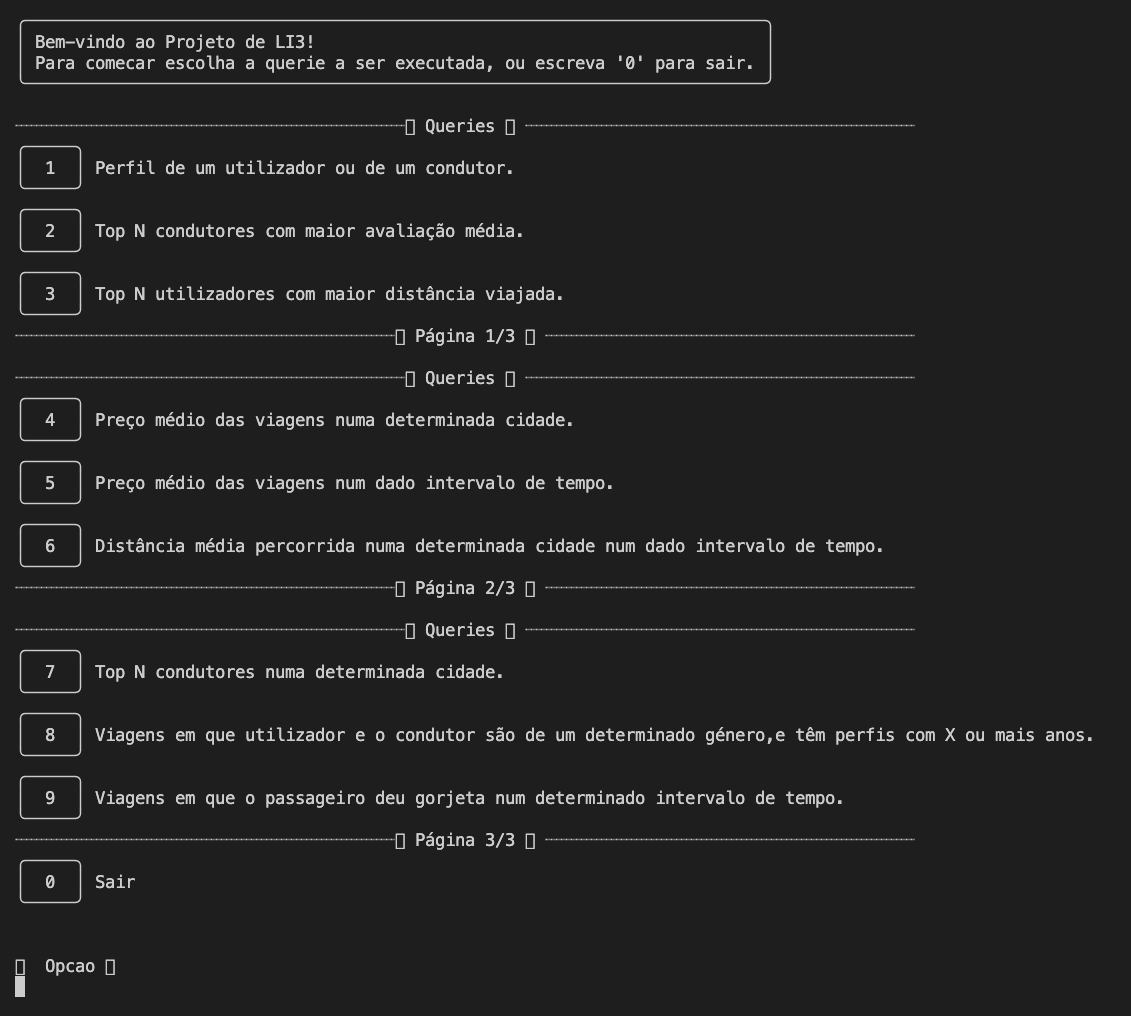 Bem-vindo ao Projeto de LI3!
Para comecar escolha a querie a ser executada, ou escreva '0' para sair.
Queries
1 Perfil de um utilizador ou de um condutor.
2 Top N condutores com maior avaliação média.
3 Top N utilizadores com maior distância viajada.
Página 1/3
Queries
4 Preço médio das viagens numa determinada cidade.
5 Preço médio das viagens num dado intervalo de tempo.
6 Distância média percorrida numa determinada cidade num dado intervalo de tempo.
Página 2/3
Queries
7 Top N condutores numa determinada cidade.
8 Viagens em que utilizador e o condutor são de um determinado género,e têm perfis com X ou mais anos.
9 Viagens em que o passageiro deu gorjeta num determinado intervalo de tempo.
Página 3/3
0 Sair
Opcao